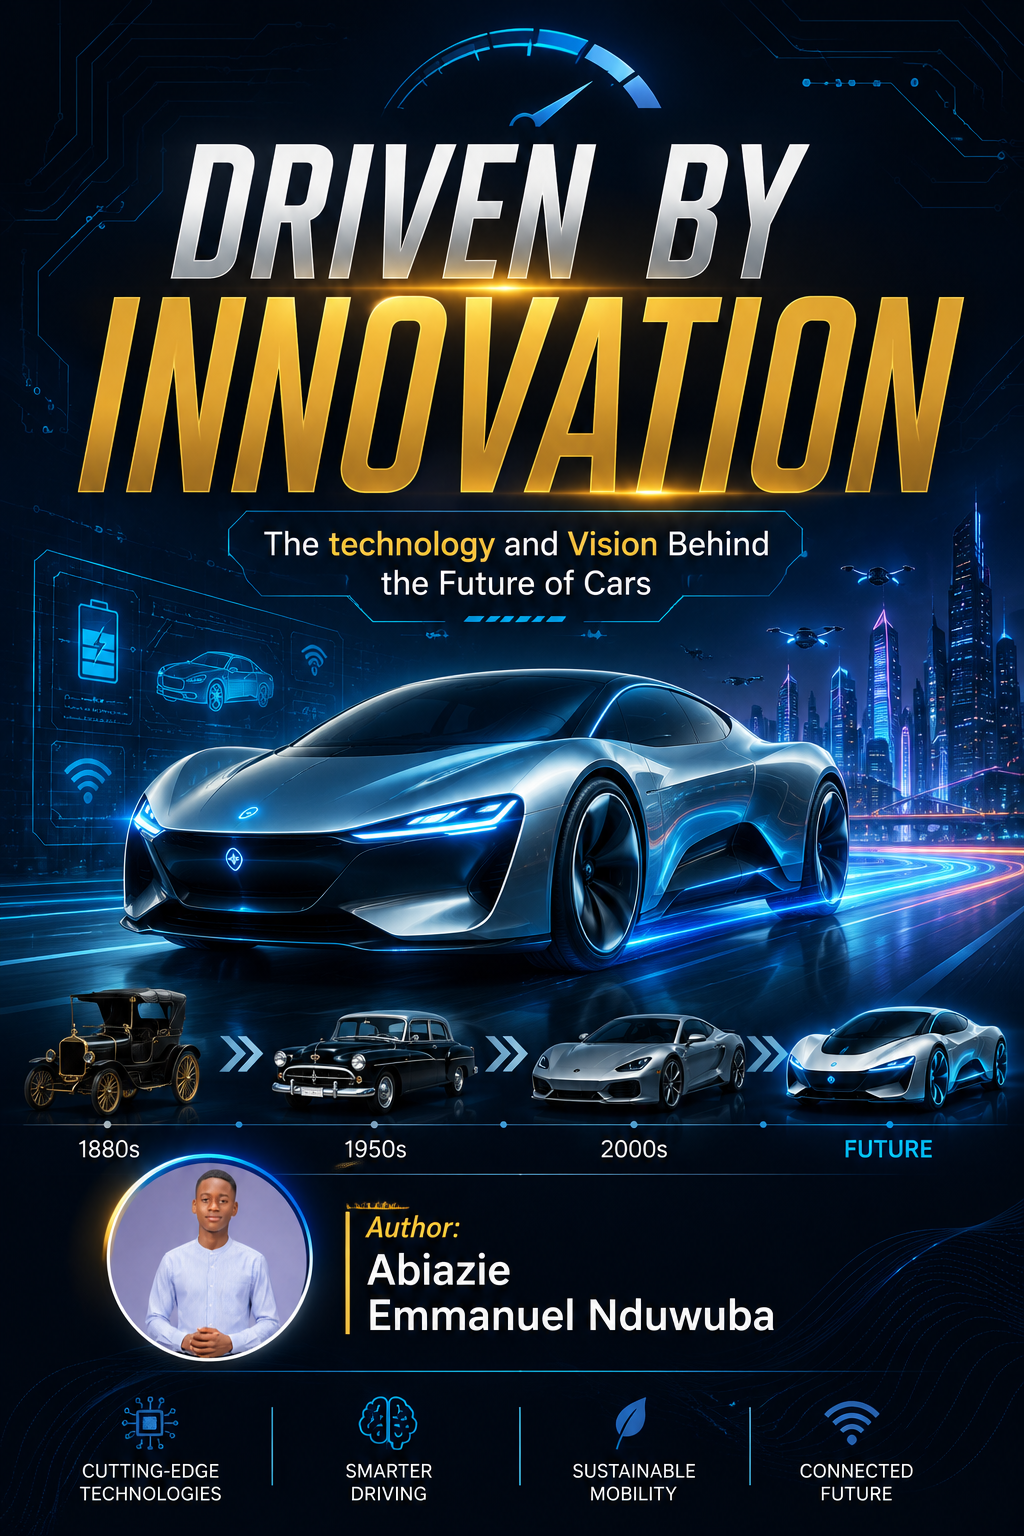 DRIVEN BY
INNOVATION
The technology and Vision Behind
the Future of Cars
1880s
1950s
2000s
FUTURE
Author:
Abiazie
Emmanuel Nduwuba
CUTTING-EDGE
TECHNOLOGIES
SMARTER
DRIVING
SUSTAINABLE
MOBILITY
CONNECTED
FUTURE